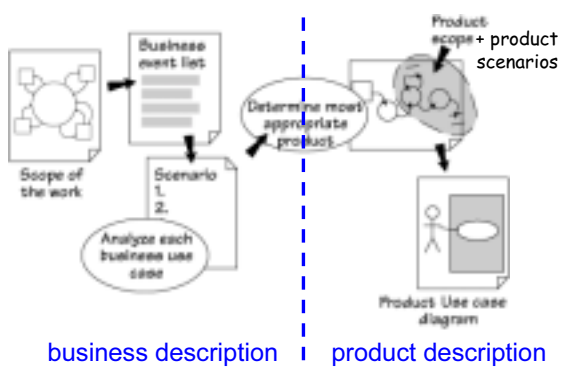 Product
scope + product
scenarios
Business
event list
Determine most
appropriate
product
Scope of
the work
Scenario
1.
2.
Analyze each
business use
case
Product Use case
diagram
business description
product description